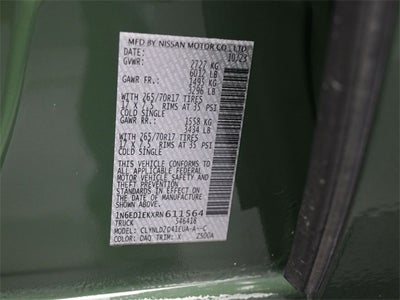 MFD BY NISSAN MOTOR CO., LTD
DATE: 10/23
GVWR: 2727 KG
6012 LB
GAWR FR. 1495 KG
3296 LB
WITH 265/70R17 TIRES
17 X 7.5 RIMS AT 35 PSI
COLD SINGLE
GAWR RR.: 1558 KG
3434 LB
WITH 265/70R17 TIRES
17 X 7.5 RIMS AT 35 PSI
COLD SINGLE
THIS VEHICLE CONFORMS TO
ALL APPLICABLE FEDERAL
MOTOR VEHICLE SAFETY
STANDARDS IN EFFECT ON
THE DATE OF MANUFACTURE
SHOWN ABOVE
1N6ED1EKXRN611564
TRUCK 546418
MODEL:
COLOR: DAQ TRIM: X 2500A